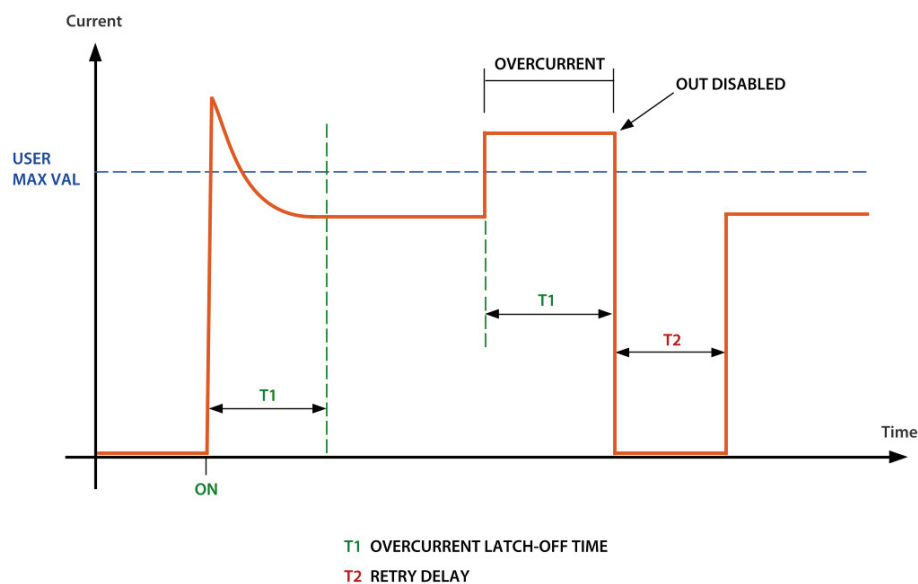 Current
OVERCURRENT
OUT DISABLED
USER
MAX VAL
T1
T2
T1
Time
ON
T1 OVERCURRENT LATCH-OFF TIME
T2 RETRY DELAY